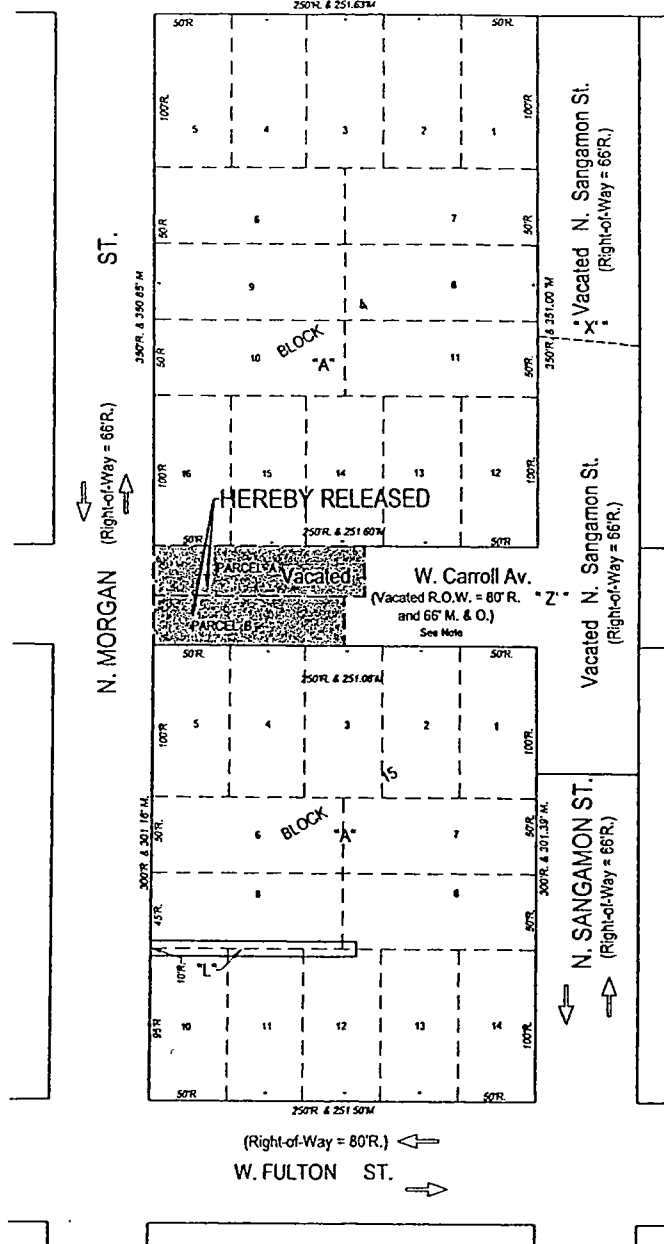 250'R. & 251.63'M
50'R.
50'R.
100'R.
100'R.
5
4
3
2
1
Vacated N. Sangamon St.
(Right-of-Way = 66'R.)
"X"
50'R
50'R.
6
7
ST.
350'R. & 350.85' M.
350'R. & 351.00' M
9
8
4
BLOCK
"A"
50'R
50'R.
10
11
(Right-of-Way = 66'R.)
100'R
100'R.
16
15
14
13
12
HEREBY RELEASED
50'R
250'R. & 251.60'M
50'R.
PARCEL A
Vacated
W. Carroll Av.
(Vacated R.O.W. = 80' R.
"Z"
and 66' M. & O.)
See Note
PARCEL B
N. MORGAN
Vacated N. Sangamon St.
(Right-of-Way = 66'R.)
50'R.
50'R.
250'R. & 251.08'M
100'R.
100'R.
5
4
3
2
1
15
300'R. & 301.16' M.
300'R. & 301.39' M.
50'R.
50'R.
BLOCK
"A"
6
7
8
45'R.
50'R.
10'R.
"L"
N. SANGAMON ST.
(Right-of-Way = 66'R.)
95'R
100'R.
10
11
12
13
14
50'R.
50'R.
250'R. & 251.50'M
(Right-of-Way = 80'R.)
W. FULTON ST.